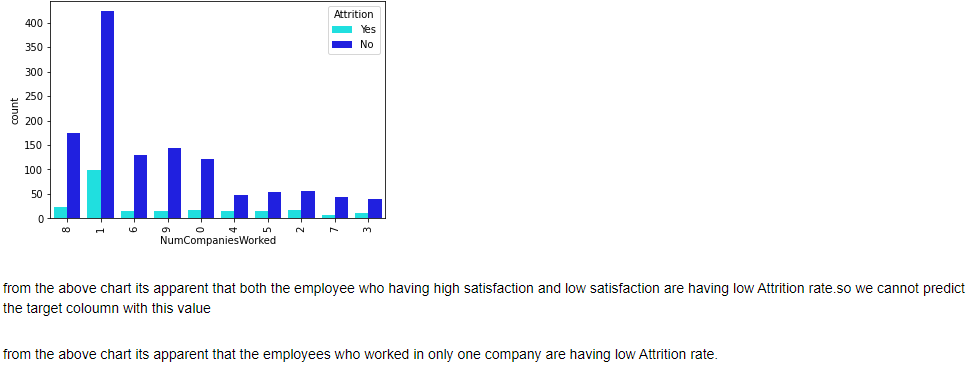 Attrition
Yes
No
400
350
300
250
200
150
100
50
0
count
8 1 6 9 0 4 5 2 7 3
NumCompaniesWorked
from the above chart its apparent that both the employee who having high satisfaction and low satisfaction are having low Attrition rate.so we cannot predict
the target coloumn with this value
from the above chart its apparent that the employees who worked in only one company are having low Attrition rate.